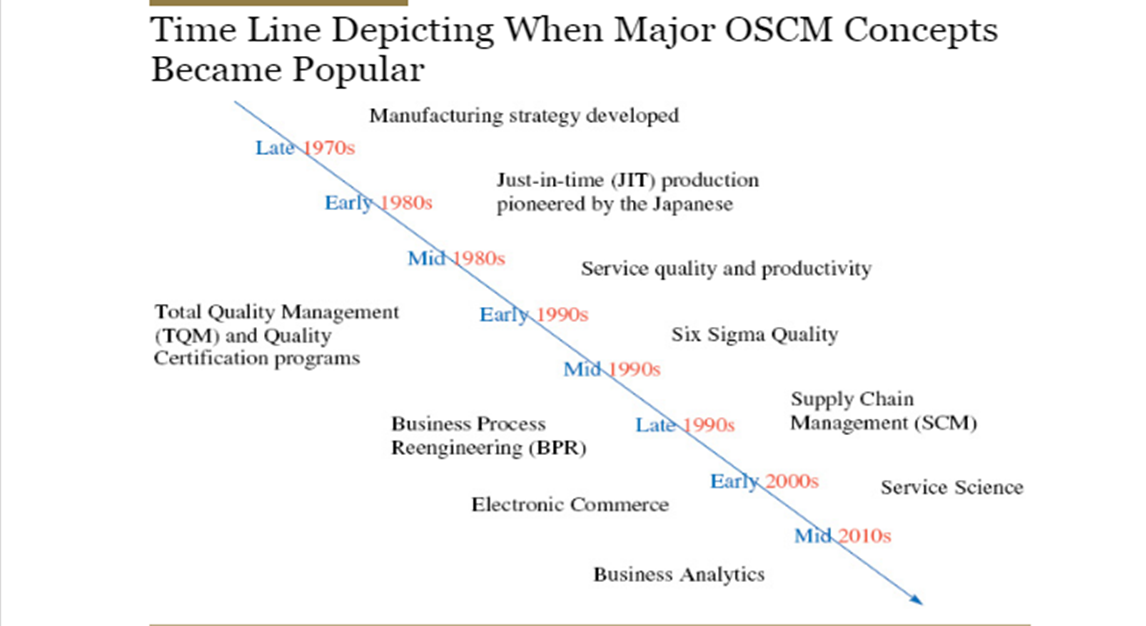 Time Line Depicting When Major OSCM Concepts
Became Popular
Manufacturing strategy developed
Late 1970s
Just-in-time (JIT) production
pioneered by the Japanese
Early 1980s
Mid 1980s
Service quality and productivity
Total Quality Management
(TQM) and Quality
Certification programs
Early 1990s
Six Sigma Quality
Mid 1990s
Supply Chain
Management (SCM)
Business Process
Reengineering (BPR)
Late 1990s
Early 2000s
Service Science
Electronic Commerce
Mid 2010s
Business Analytics